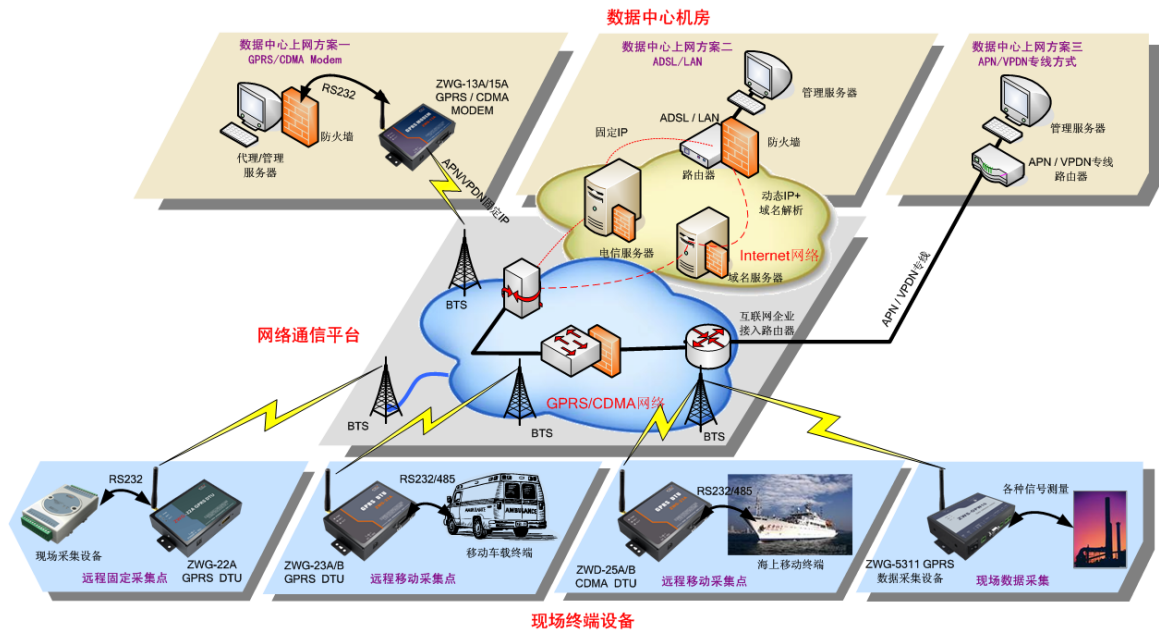 数据中心机房
数据中心上网方案一
GPRS/CDMA Modem
RS232
ZWG-13A/15A
GPRS / CDMA
MODEM
防火墙
代理/管理
服务器
APN/VPDN固定IP
数据中心上网方案二
ADSL/LAN
管理服务器
ADSL / LAN
固定IP
防火墙
路由器
动态IP+
域名解析
电信服务器
Internet网络
域名服务器
数据中心上网方案三
APN/VPDN专线方式
管理服务器
APN / VPDN专线
路由器
APN / VPDN专线
网络通信平台
BTS
互联网企业
接入路由器
GPRS/CDMA网络
BTS
BTS
BTS
RS232
现场采集设备
ZWG-22A
GPRS DTU
远程固定采集点
GPRS DTU
RS232/485
AMBULANCE
移动车载终端
ZWG-23A/B
GPRS DTU
远程移动采集点
GPRS DTU
RS232/485
海上移动终端
ZWD-25A/B
CDMA DTU
远程移动采集点
各种信号测量
ZWG-5311 GPRS
数据采集设备
现场数据采集
现场终端设备